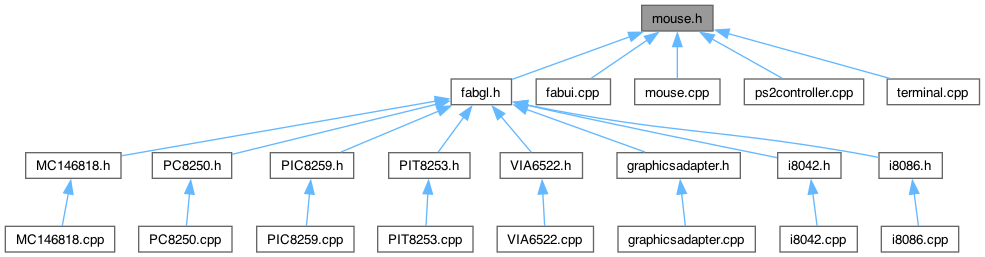 mouse.h
fabgl.h
fabui.cpp
mouse.cpp
ps2controller.cpp
terminal.cpp
MC146818.h
PC8250.h
PIC8259.h
PIT8253.h
VIA6522.h
graphicsadapter.h
i8042.h
i8086.h
MC146818.cpp
PC8250.cpp
PIC8259.cpp
PIT8253.cpp
VIA6522.cpp
graphicsadapter.cpp
i8042.cpp
i8086.cpp